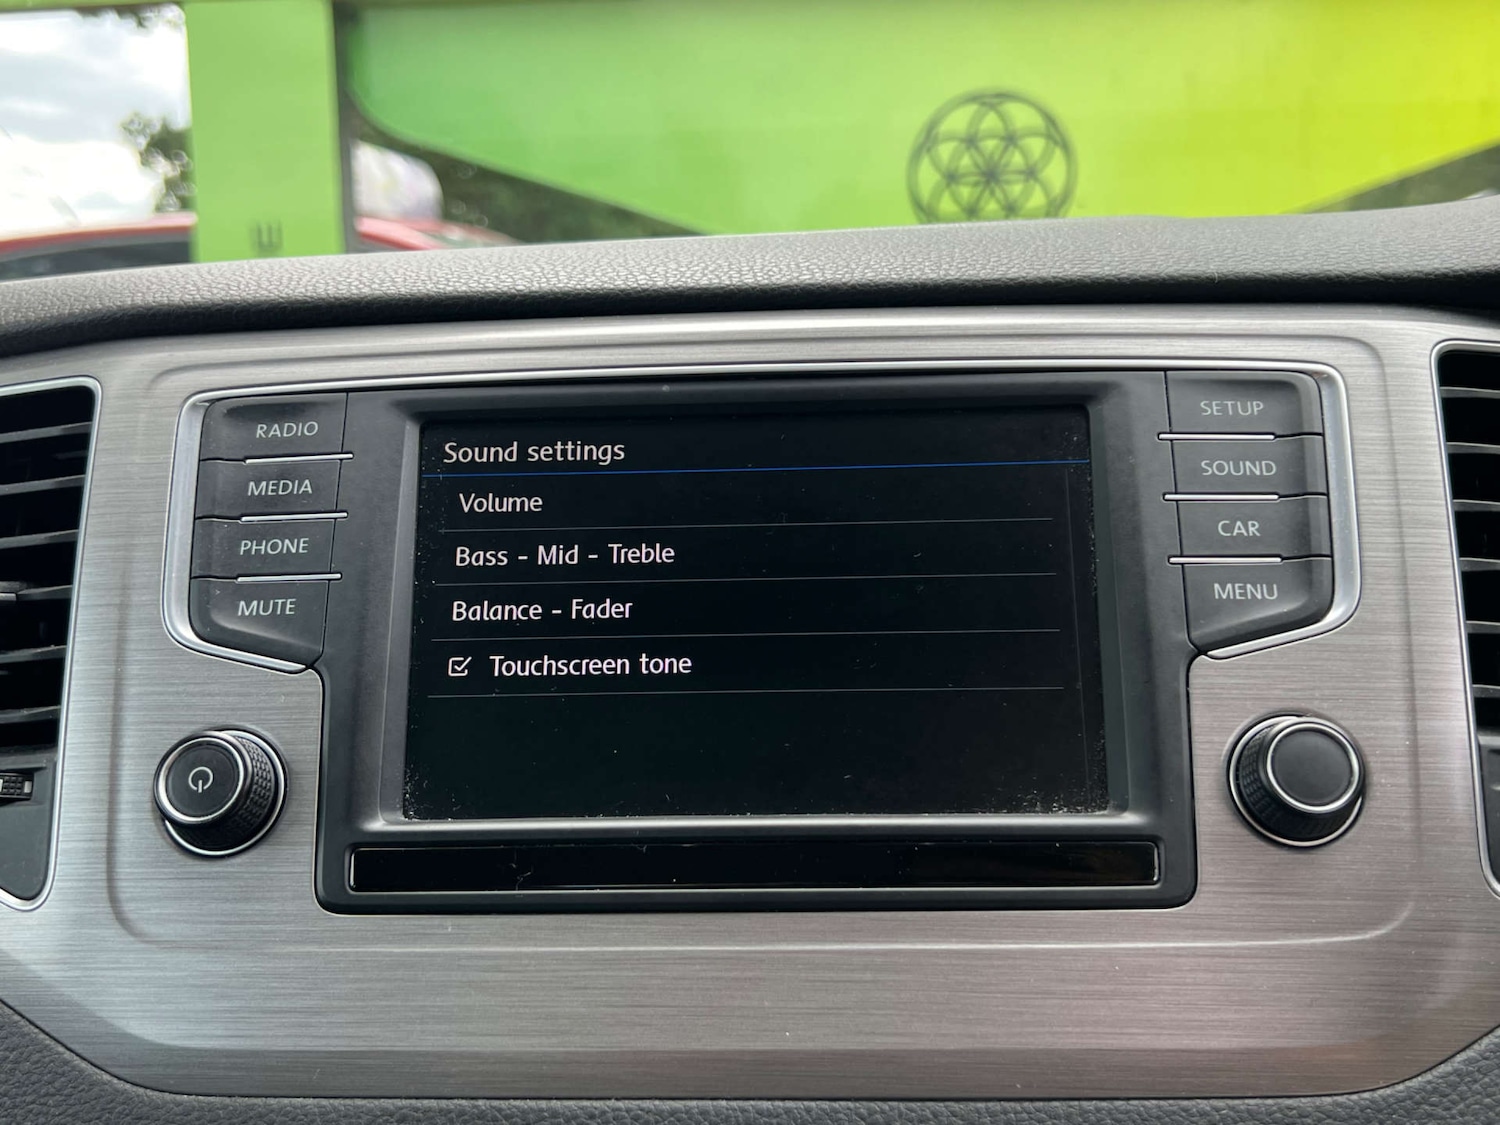 RADIO
MEDIA
PHONE
MUTE
Sound settings
Volume
Bass - Mid - Treble
Balance - Fader
Touchscreen tone
SETUP
SOUND
CAR
MENU